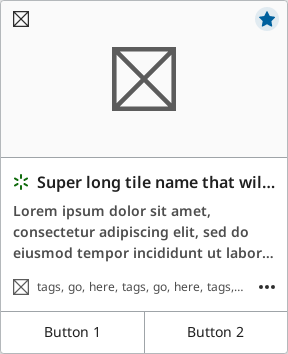 Super long tile name that wil...
Lorem ipsum dolor sit amet,
consectetur adipiscing elit, sed do
eiusmod tempor incididunt ut labor...
tags, go, here, tags, go, here, tags,...
Button 1
Button 2